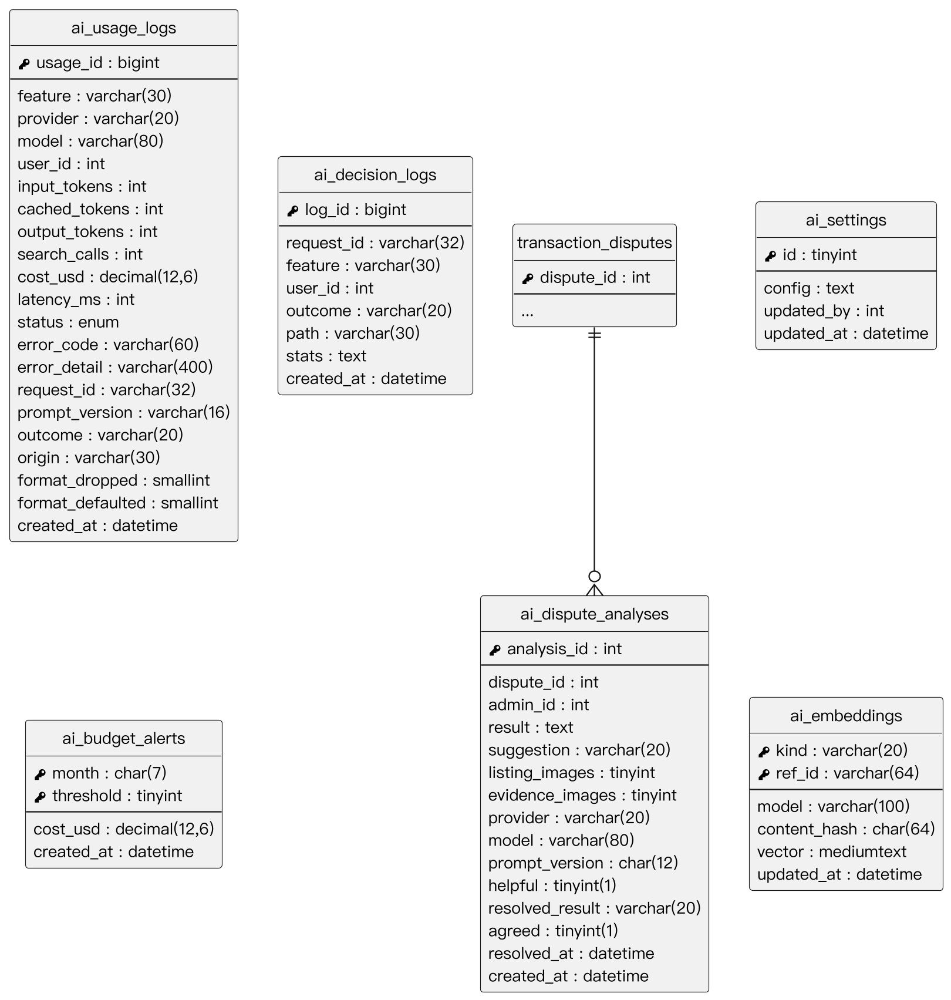 ai_usage_logs
usage_id : bigint
feature : varchar(30)
provider : varchar(20)
model : varchar(80)
user_id : int
input_tokens : int
cached_tokens : int
output_tokens : int
search_calls : int
cost_usd : decimal(12,6)
latency_ms : int
status : enum
error_code : varchar(60)
error_detail : varchar(400)
request_id : varchar(32)
prompt_version : varchar(16)
outcome : varchar(20)
origin : varchar(30)
format_dropped : smallint
format_defaulted : smallint
created_at : datetime
ai_decision_logs
log_id : bigint
request_id : varchar(32)
feature : varchar(30)
user_id : int
outcome : varchar(20)
path : varchar(30)
stats : text
created_at : datetime
transaction_disputes
dispute_id : int
...
ai_settings
id : tinyint
config : text
updated_by : int
updated_at : datetime
ai_budget_alerts
month : char(7)
threshold : tinyint
cost_usd : decimal(12,6)
created_at : datetime
ai_dispute_analyses
analysis_id : int
dispute_id : int
admin_id : int
result : text
suggestion : varchar(20)
listing_images : tinyint
evidence_images : tinyint
provider : varchar(20)
model : varchar(80)
prompt_version : char(12)
helpful : tinyint(1)
resolved_result : varchar(20)
agreed : tinyint(1)
resolved_at : datetime
created_at : datetime
ai_embeddings
kind : varchar(20)
ref_id : varchar(64)
model : varchar(100)
content_hash : char(64)
vector : mediumtext
updated_at : datetime